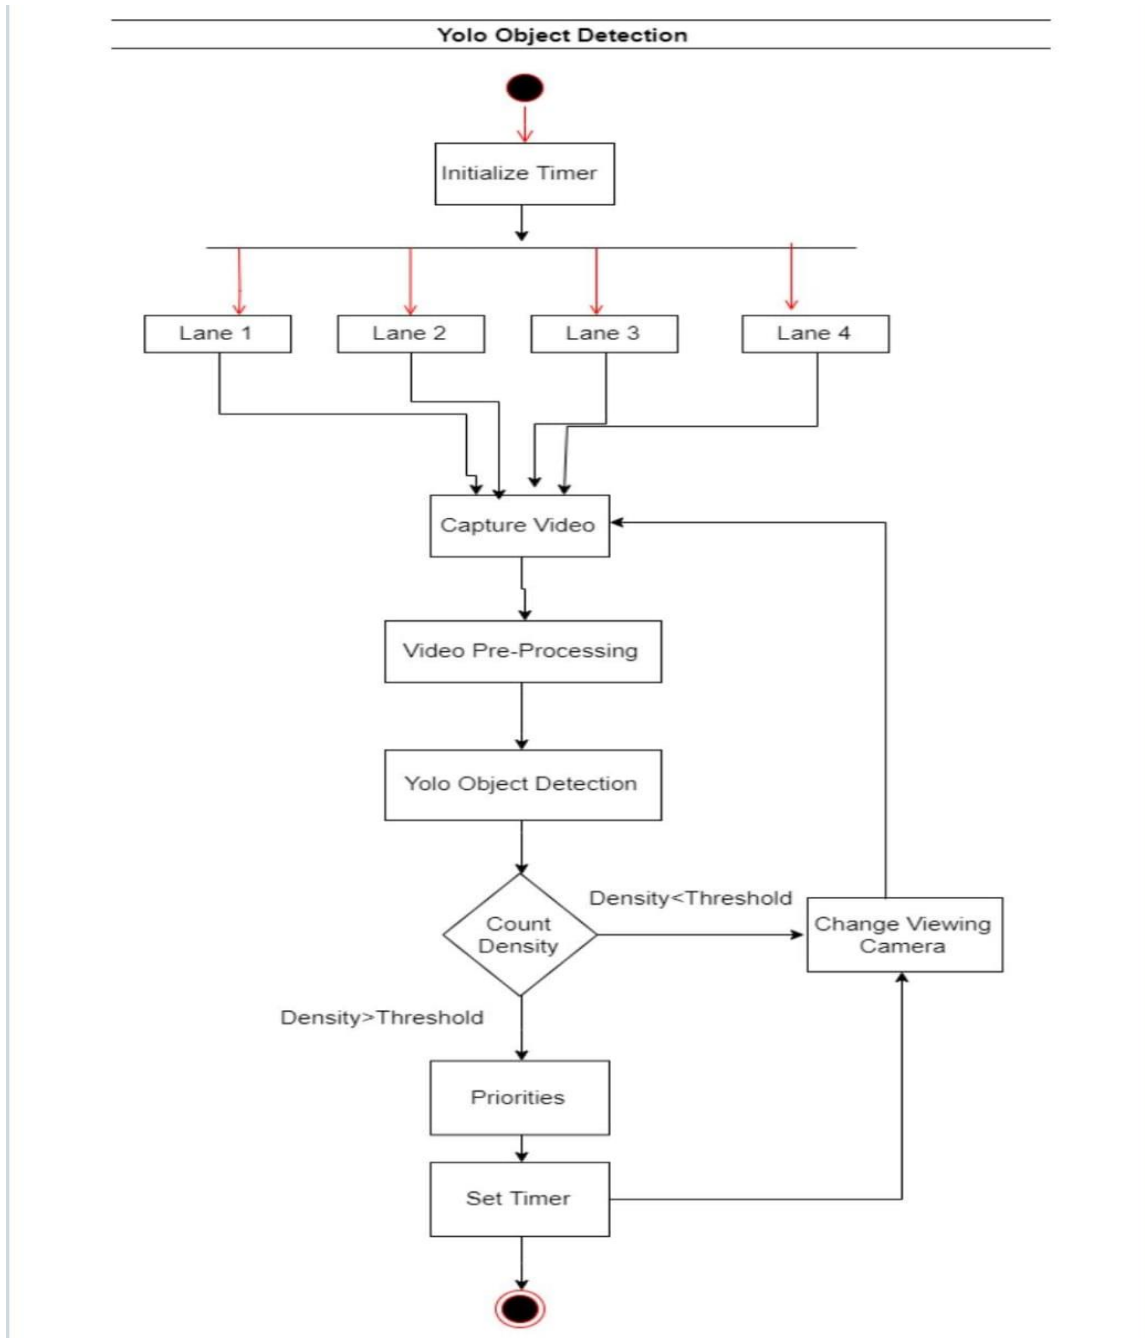 Yolo Object Detection
Initialize Timer
Lane 1
Lane 2
Lane 3
Lane 4
Capture Video
Video Pre-Processing
Yolo Object Detection
Count
Density
Density<Threshold
Change Viewing
Camera
Density>Threshold
Priorities
Set Timer